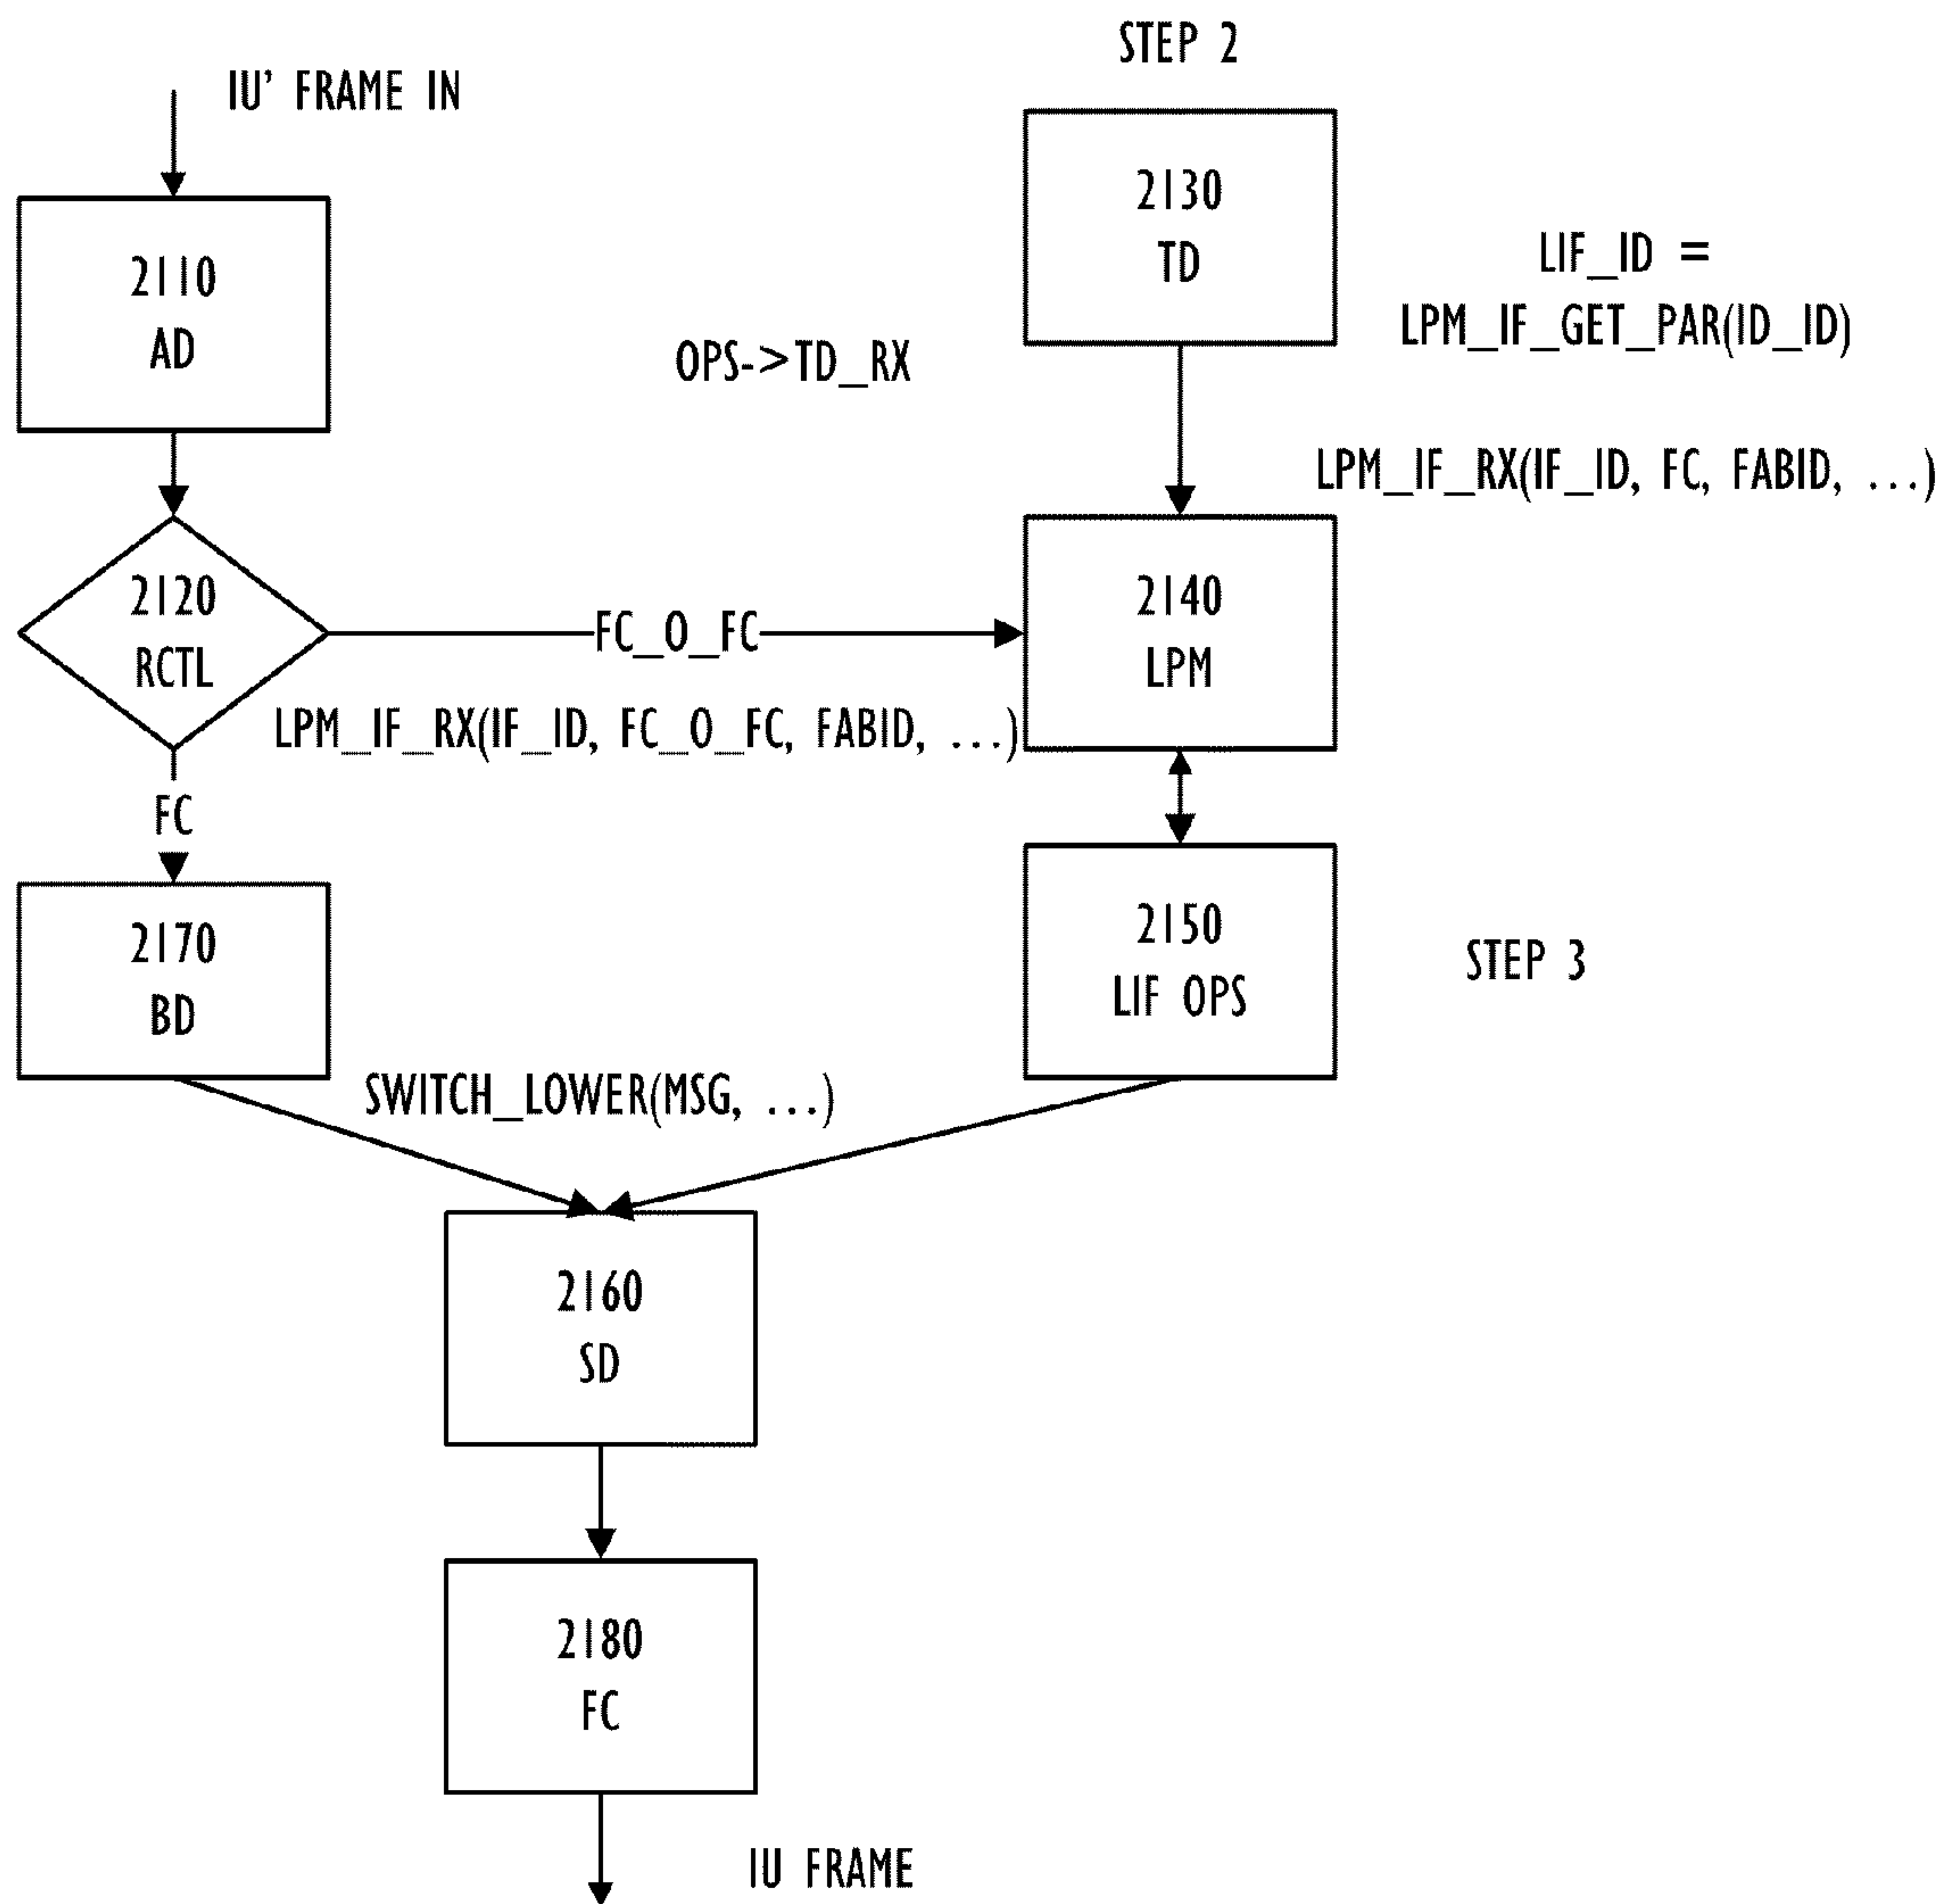 STEP 2
IU' FRAME IN
2130
TD
2110
AD
LIF_ID =
LPM_IF_GET_PAR(ID_ID)
OPS->TD_RX
LPM_IF_RX(IF_ID, FC, FABID, ...)
2120
RCTL
FC_O_FC
2140
LPM
LPM_IF_RX(IF_ID, FC_O_FC, FABID, ...)
FC
2170
BD
2150
LIF OPS
STEP 3
SWITCH_LOWER(MSG, ...)
2160
SD
2180
FC
IU FRAME